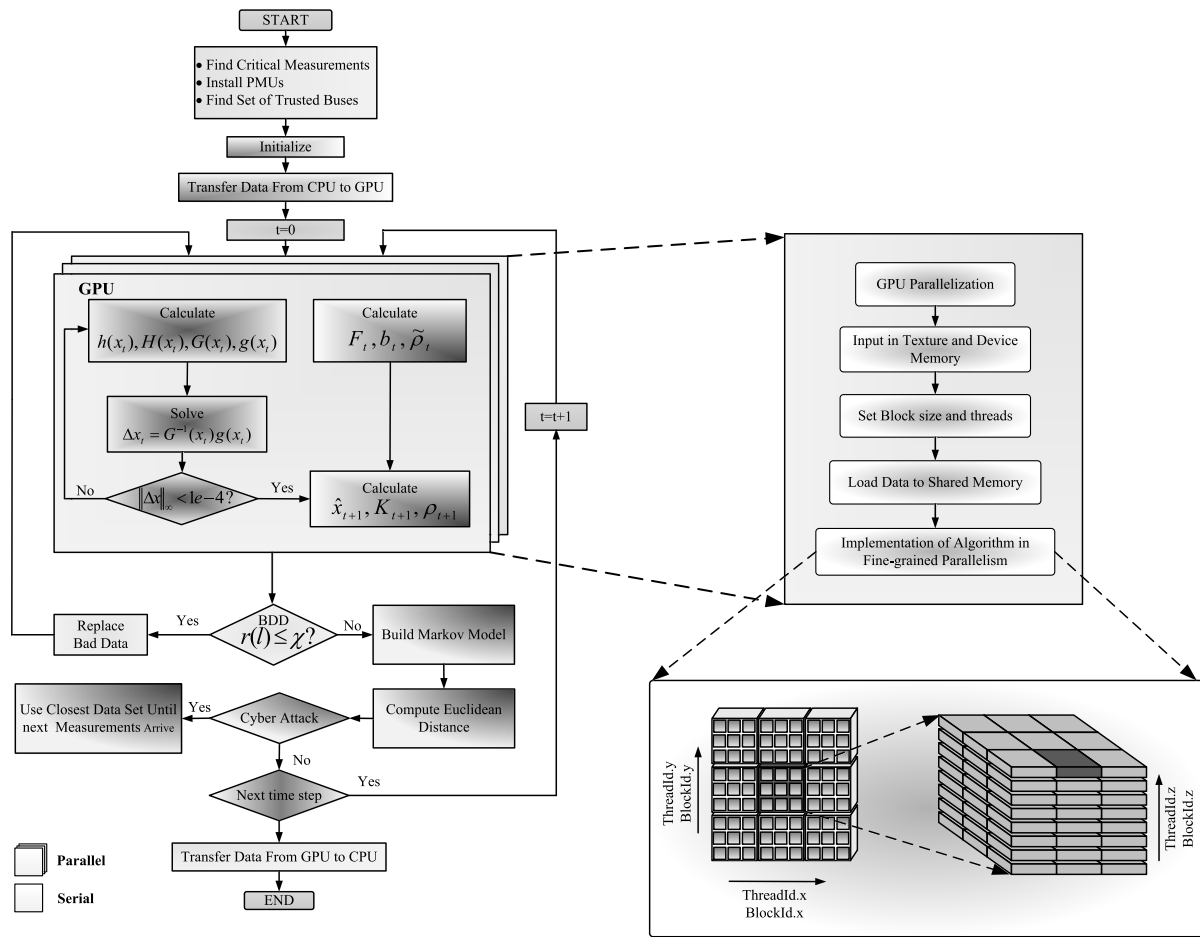 START
• Find Critical Measurements
• Install PMUs
• Find Set of Trusted Buses
Initialize
Transfer Data From CPU to GPU
t=0
GPU
Calculate
h(x_t), H(x_t), G(x_t), g(x_t)
Solve
Δx_t = G⁻¹(x_t)g(x_t)
‖Δx‖_∞ <1e−4?
No
Yes
Calculate
F_t, b_t, ρ̃_t
Calculate
x̂_{t+1}, K_{t+1}, ρ_{t+1}
t=t+1
BDD
r(l) ≤ χ?
Yes
No
Replace
Bad Data
Build Markov Model
Compute Euclidean
Distance
Cyber Attack
Yes
Use Closest Data Set Until
next Measurements Arrive
No
Next time step
Yes
Transfer Data From GPU to CPU
END
Parallel
Serial
GPU Parallelization
Input in Texture and Device
Memory
Set Block size and threads
Load Data to Shared Memory
Implementation of Algorithm in
Fine-grained Parallelism
ThreadId.y
BlockId.y
ThreadId.x
BlockId.x
ThreadId.z
BlockId.z